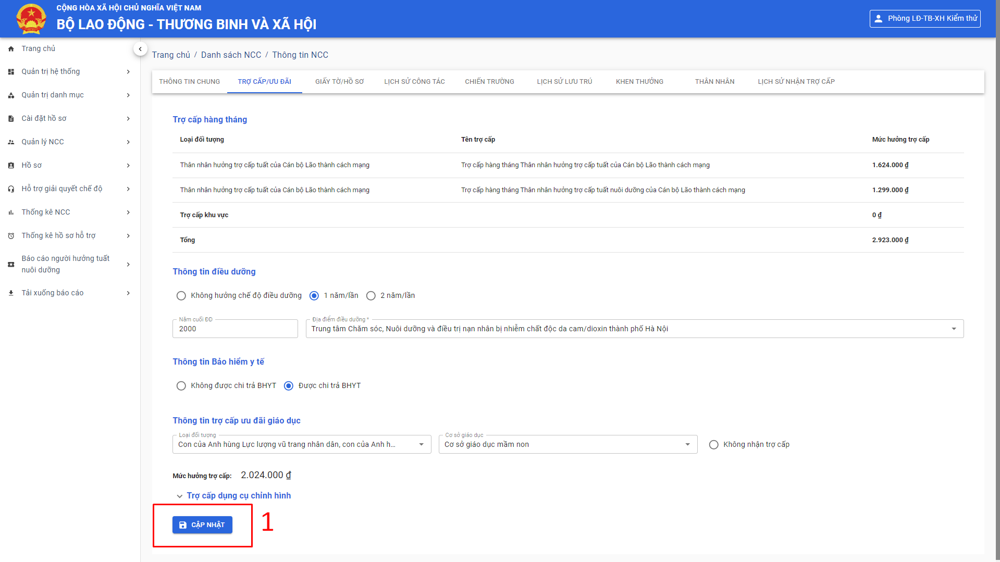 CỘNG HÒA XÃ HỘI CHỦ NGHĨA VIỆT NAM
BỘ LAO ĐỘNG - THƯƠNG BINH VÀ XÃ HỘI
Phòng LĐ-TB-XH Kiểm thử
Trang chủ
Quản trị hệ thống
Quản trị danh mục
Cài đặt hồ sơ
Quản lý NCC
Hồ sơ
Hỗ trợ giải quyết chế độ
Thống kê NCC
Thống kê hồ sơ hỗ trợ
Báo cáo người hưởng tuất
nuôi dưỡng
Tải xuống báo cáo
Trang chủ / Danh sách NCC / Thông tin NCC
THÔNG TIN CHUNG TRỢ CẤP/ƯU ĐÃI GIẤY TỜ/HỒ SƠ LỊCH SỬ CÔNG TÁC CHIẾN TRƯỜNG LỊCH SỬ LƯU TRÚ KHEN THƯỞNG THÂN NHÂN LỊCH SỬ NHẬN TRỢ CẤP
Trợ cấp hàng tháng
Loại đối tượng Tên trợ cấp Mức hưởng trợ cấp
Thân nhân hưởng trợ cấp tuất của Cán bộ Lão thành cách mạng Trợ cấp hàng tháng Thân nhân hưởng trợ cấp tuất của Cán bộ Lão thành cách mạng 1.624.000 ₫
Thân nhân hưởng trợ cấp tuất của Cán bộ Lão thành cách mạng Trợ cấp hàng tháng Thân nhân hưởng trợ cấp tuất nuôi dưỡng của Cán bộ Lão thành cách mạng 1.299.000 ₫
Trợ cấp khu vực 0 ₫
Tổng 2.923.000 ₫
Thông tin điều dưỡng
Không hưởng chế độ điều dưỡng 1 năm/lần 2 năm/lần
Năm cuối ĐD Địa điểm điều dưỡng *
2000 Trung tâm Chăm sóc, Nuôi dưỡng và điều trị nạn nhân bị nhiễm chất độc da cam/dioxin thành phố Hà Nội
Thông tin Bảo hiểm y tế
Không được chi trả BHYT Được chi trả BHYT
Thông tin trợ cấp ưu đãi giáo dục
Loại đối tượng Cơ sở giáo dục
Con của Anh hùng Lực lượng vũ trang nhân dân, con của Anh h... Cơ sở giáo dục mầm non Không nhận trợ cấp
Mức hưởng trợ cấp: 2.024.000 ₫
Trợ cấp dụng cụ chỉnh hình
CẬP NHẬT 1